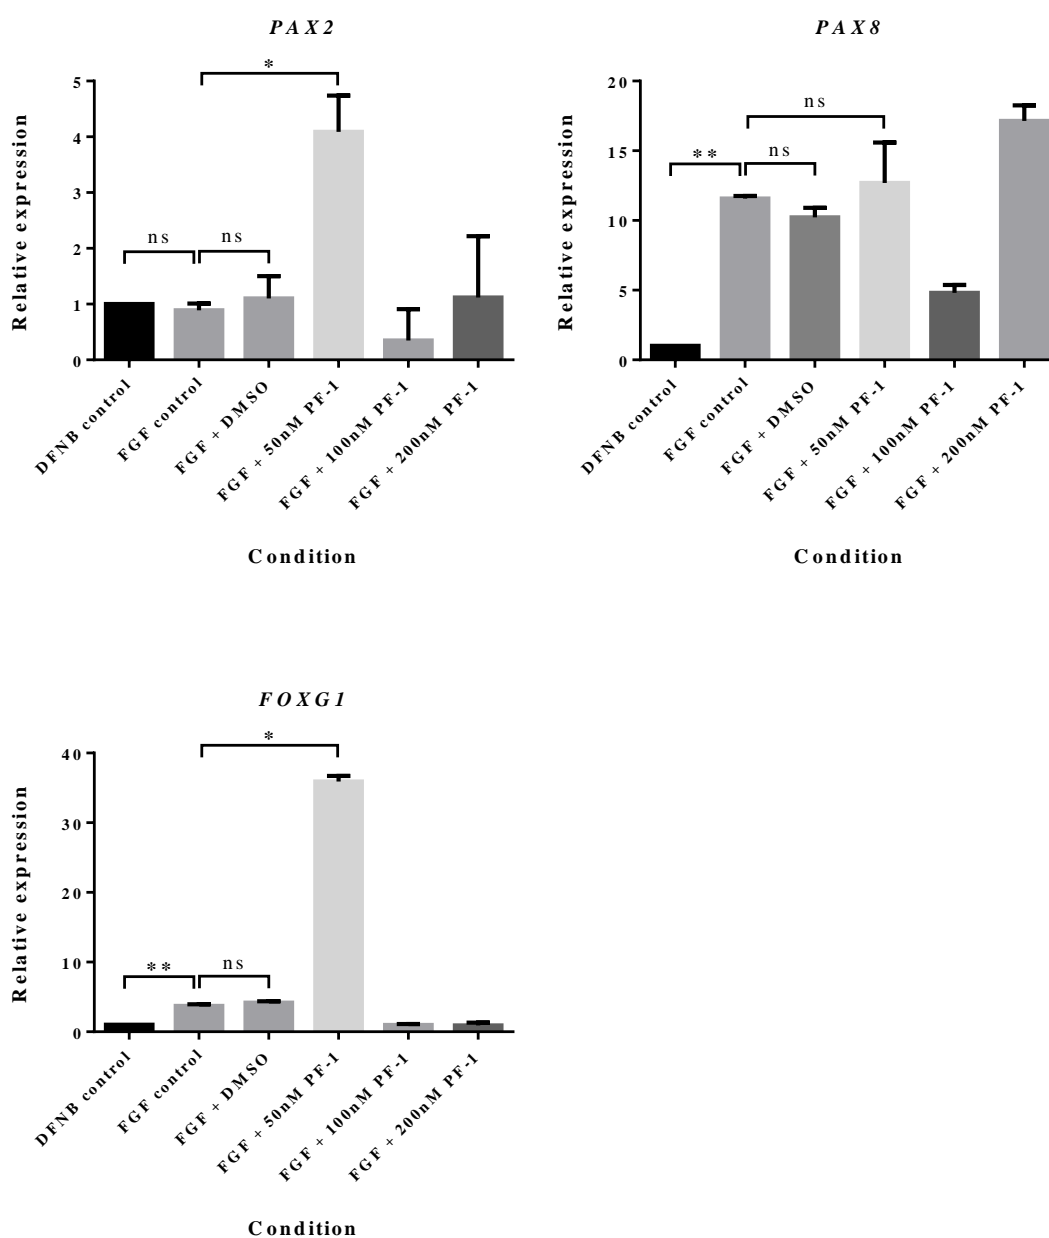 PAX2
*
ns
ns
5
4
3
2
1
0
Relative expression
DFNB control
FGF control
FGF + DMSO
FGF + 50nM PF-1
FGF + 100nM PF-1
FGF + 200nM PF-1
Condition
PAX8
ns
**
ns
20
15
10
5
0
Relative expression
DFNB control
FGF control
FGF + DMSO
FGF + 50nM PF-1
FGF + 100nM PF-1
FGF + 200nM PF-1
Condition
FOXG1
*
**
ns
40
30
20
10
0
Relative expression
DFNB control
FGF control
FGF + DMSO
FGF + 50nM PF-1
FGF + 100nM PF-1
FGF + 200nM PF-1
Condition